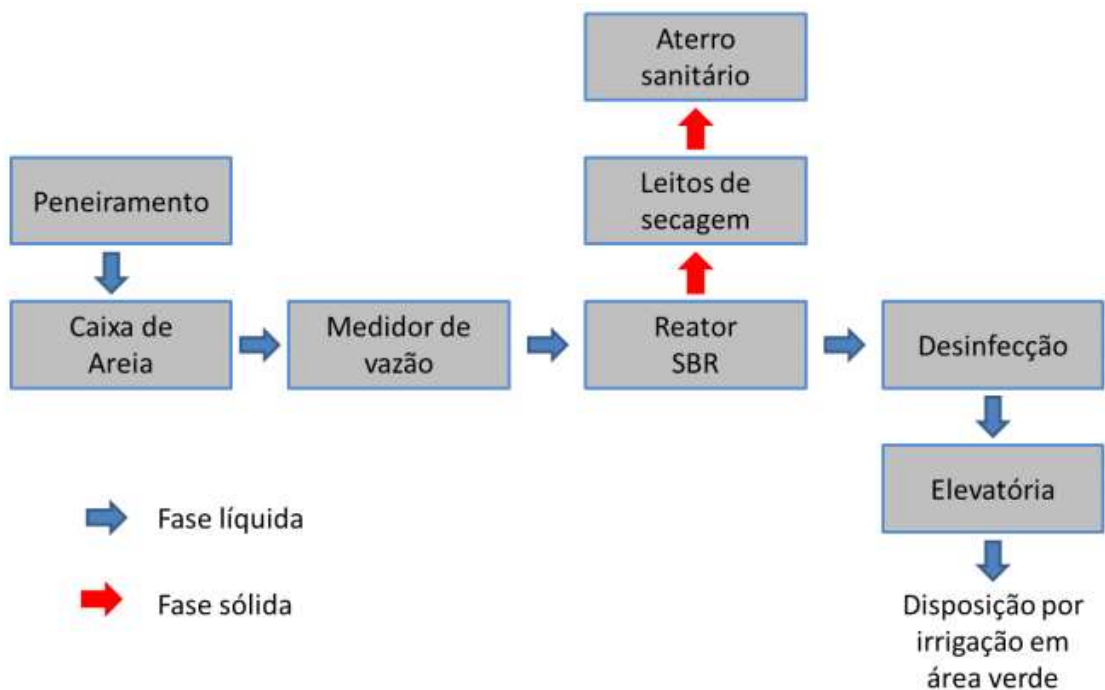 Aterro
sanitário
Peneiramento
Leitos de
secagem
Caixa de
Areia
Medidor de
vazão
Reator
SBR
Desinfecção
Elevatória
Fase líquida
Fase sólida
Disposição por
irrigação em
área verde